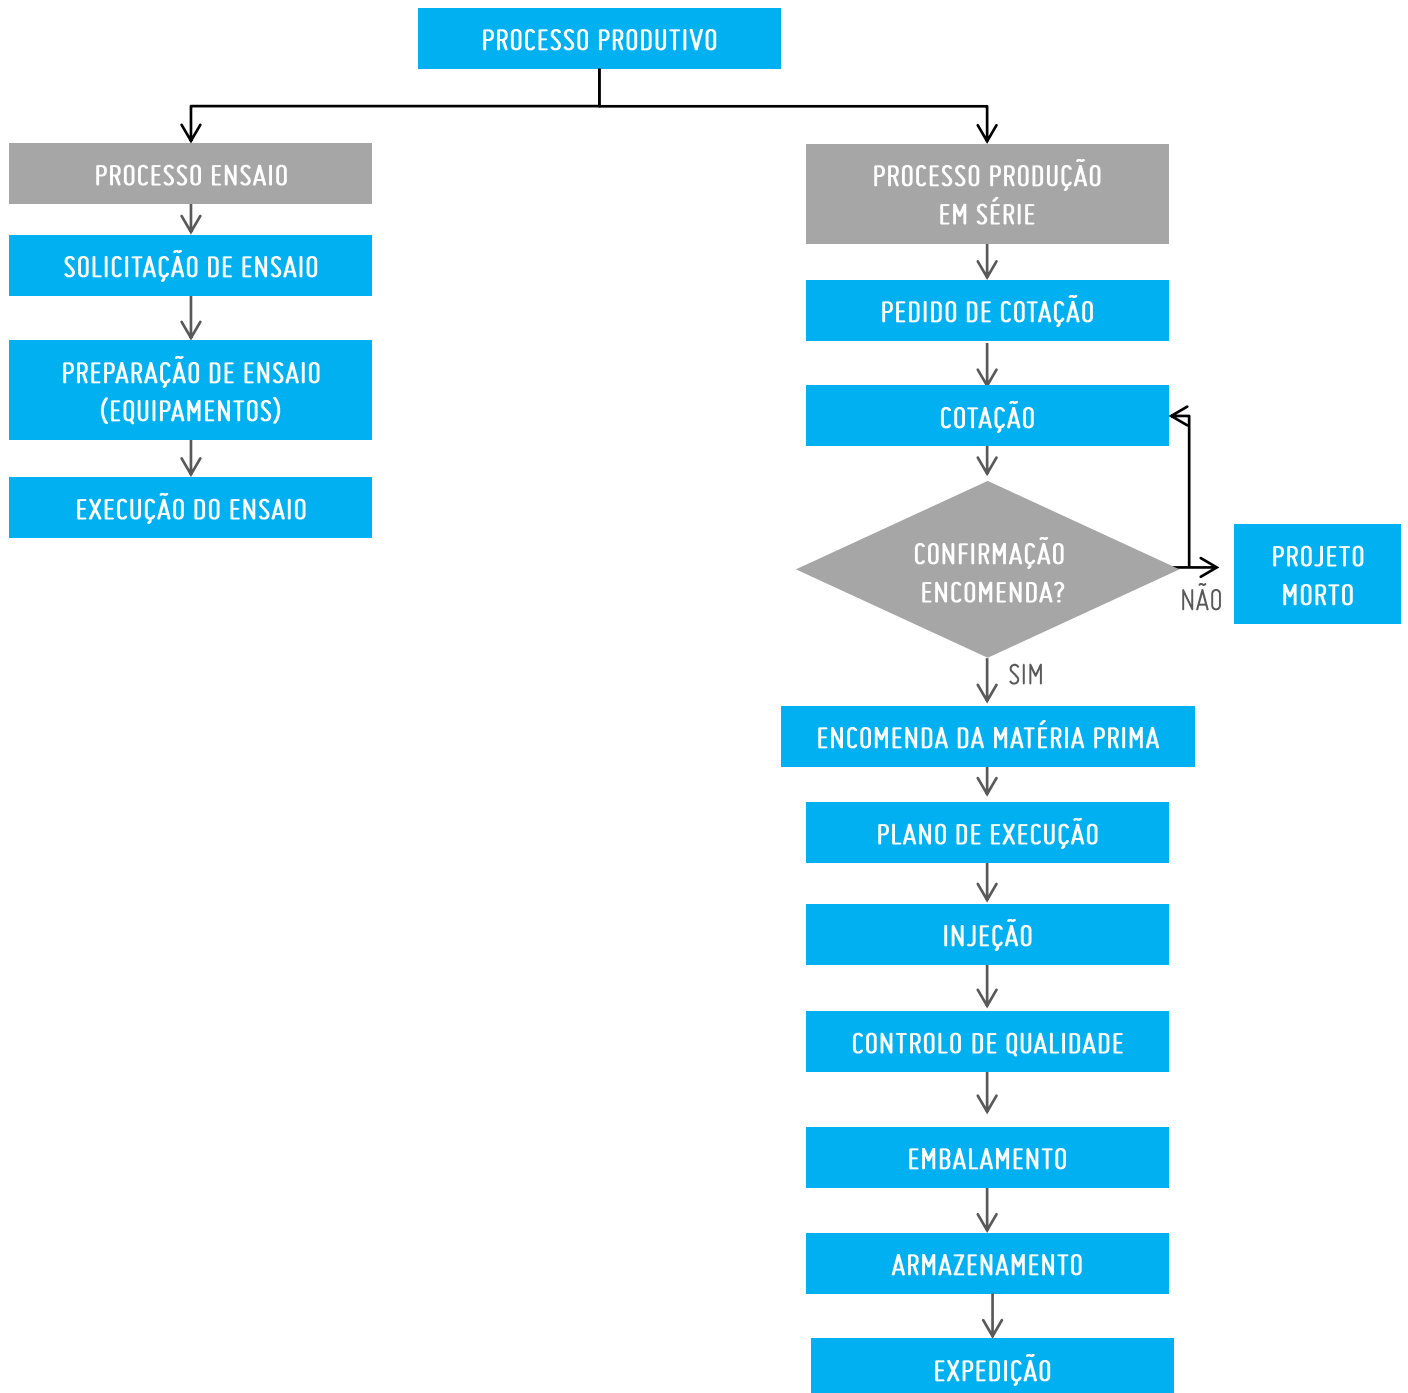 PROCESSO PRODUTIVO
PROCESSO ENSAIO
SOLICITAÇÃO DE ENSAIO
PREPARAÇÃO DE ENSAIO
(EQUIPAMENTOS)
EXECUÇÃO DO ENSAIO
PROCESSO PRODUÇÃO
EM SÉRIE
PEDIDO DE COTAÇÃO
COTAÇÃO
CONFIRMAÇÃO
ENCOMENDA?
NÃO
PROJETO
MORTO
SIM
ENCOMENDA DA MATÉRIA PRIMA
PLANO DE EXECUÇÃO
INJEÇÃO
CONTROLO DE QUALIDADE
EMBALAMENTO
ARMAZENAMENTO
EXPEDIÇÃO